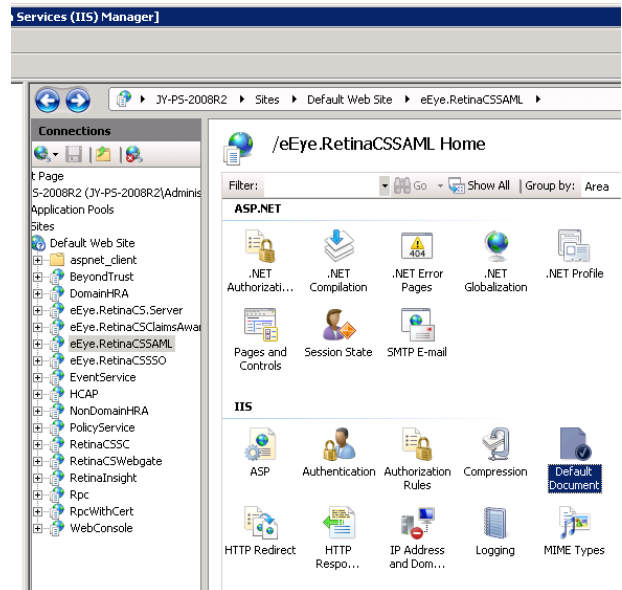 n Services (IIS) Manager]
JY-PS-2008R2 Sites Default Web Site eEye.RetinaCSSAML
Connections
t Page
S-2008R2 (JY-PS-2008R2\Adminis
Application Pools
Sites
Default Web Site
aspnet_client
BeyondTrust
DomainHRA
eEye.RetinaCS.Server
eEye.RetinaCSClaimsAwa
eEye.RetinaCSSAML
eEye.RetinaCSSSO
EventService
HCAP
NonDomainHRA
PolicyService
RetinaCSSC
RetinaCSWebgate
RetinaInsight
Rpc
RpcWithCert
WebConsole
/eEye.RetinaCSSAML Home
Filter: Go Show All Group by: Area
ASP.NET
.NET Authorizati...
.NET Compilation
.NET Error Pages
404
.NET Globalization
.NET Profile
Pages and Controls
Session State
SMTP E-mail
IIS
ASP
Authentication
Authorization Rules
Compression
Default Document
HTTP Redirect
HTTP Respo...
IP Address and Dom...
Logging
MIME Types